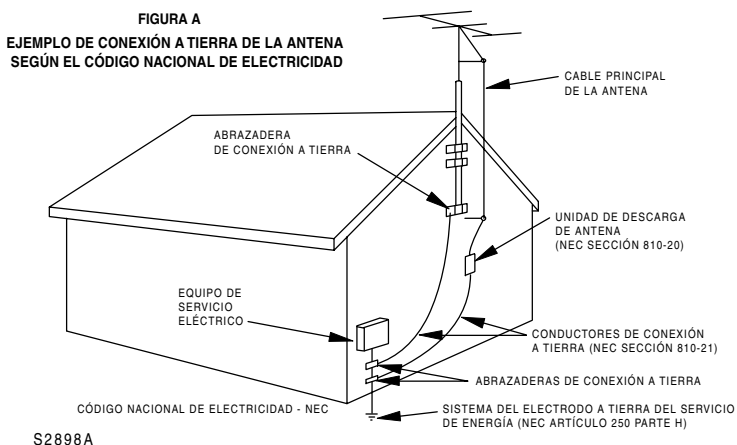 FIGURA A
EJEMPLO DE CONEXIÓN A TIERRA DE LA ANTENA
SEGÚN EL CÓDIGO NACIONAL DE ELECTRICIDAD
CABLE PRINCIPAL
DE LA ANTENA
ABRAZADERA
DE CONEXIÓN A TIERRA
UNIDAD DE DESCARGA
DE ANTENA
(NEC SECCIÓN 810-20)
EQUIPO DE
SERVICIO
ELÉCTRICO
CONDUCTORES DE CONEXIÓN
A TIERRA (NEC SECCIÓN 810-21)
ABRAZADERAS DE CONEXIÓN A TIERRA
CÓDIGO NACIONAL DE ELECTRICIDAD - NEC
SISTEMA DEL ELECTRODO A TIERRA DEL SERVICIO
DE ENERGÍA (NEC ARTÍCULO 250 PARTE H)
S2898A